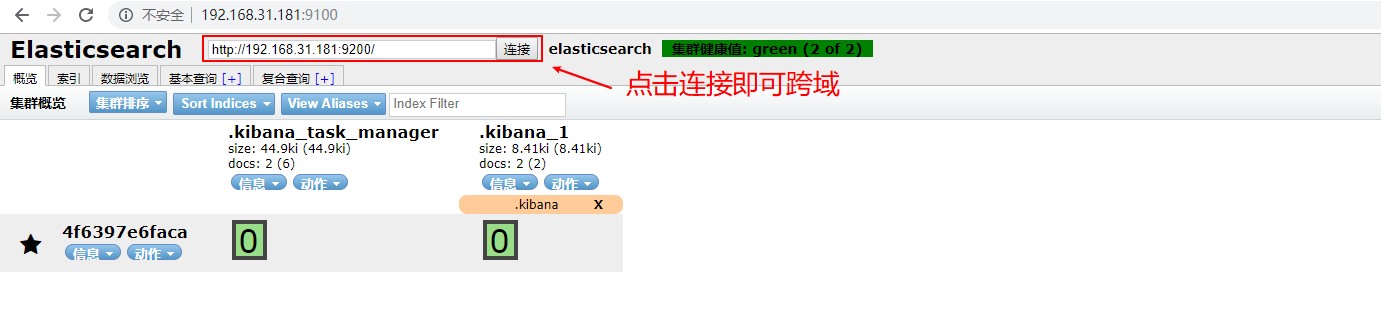 不安全 192.168.31.181:9100
Elasticsearch http://192.168.31.181:9200/ 连接 elasticsearch 集群健康值: green (2 of 2)
点击连接即可跨域
概览 索引 数据浏览 基本查询 [+] 复合查询 [+]
集群概览 集群排序 Sort Indices View Aliases Index Filter
.kibana_task_manager .kibana_1
size: 44.9ki (44.9ki) size: 8.41ki (8.41ki)
docs: 2 (6) docs: 2 (2)
信息 动作 信息 动作
.kibana X
4f6397e6faca 0 0
信息 动作